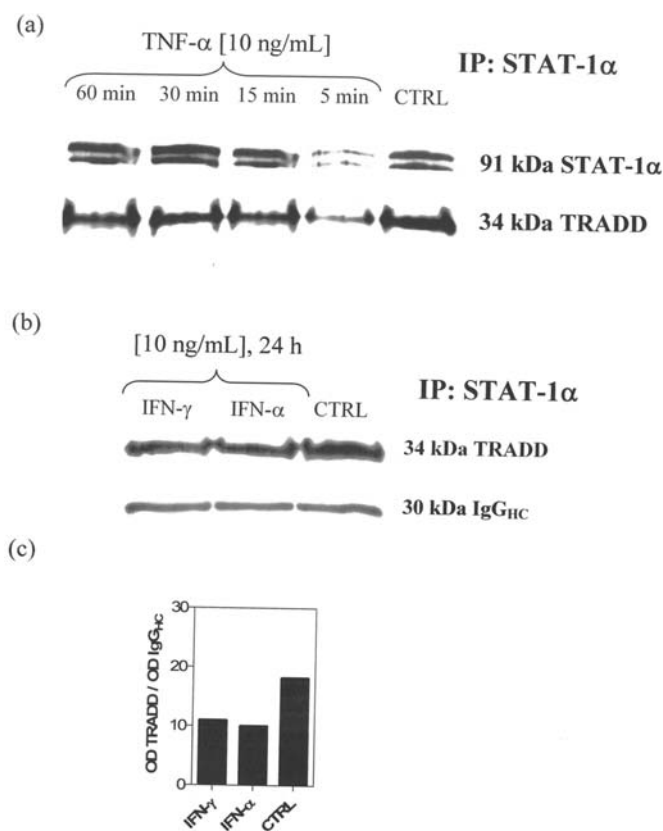 (a)
TNF-α [10 ng/mL]
IP: STAT-1α
60 min 30 min 15 min 5 min CTRL
91 kDa STAT-1α
34 kDa TRADD
(b)
[10 ng/mL], 24 h
IP: STAT-1α
IFN-γ IFN-α CTRL
34 kDa TRADD
30 kDa IgGHC
(c)
OD TRADD / OD IgGHC
30
20
10
0
IFN-γ IFN-α CTRL